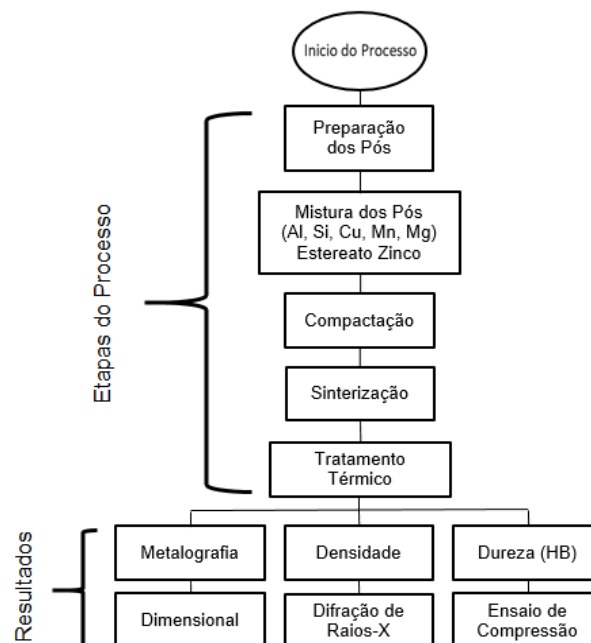 Inicio do Processo
Etapas do Processo
Preparação
dos Pós
Mistura dos Pós
(Al, Si, Cu, Mn, Mg)
Estereato Zinco
Compactação
Sinterização
Tratamento
Térmico
Resultados
Metalografia
Densidade
Dureza (HB)
Dimensional
Difração de
Raios-X
Ensaio de
Compressão